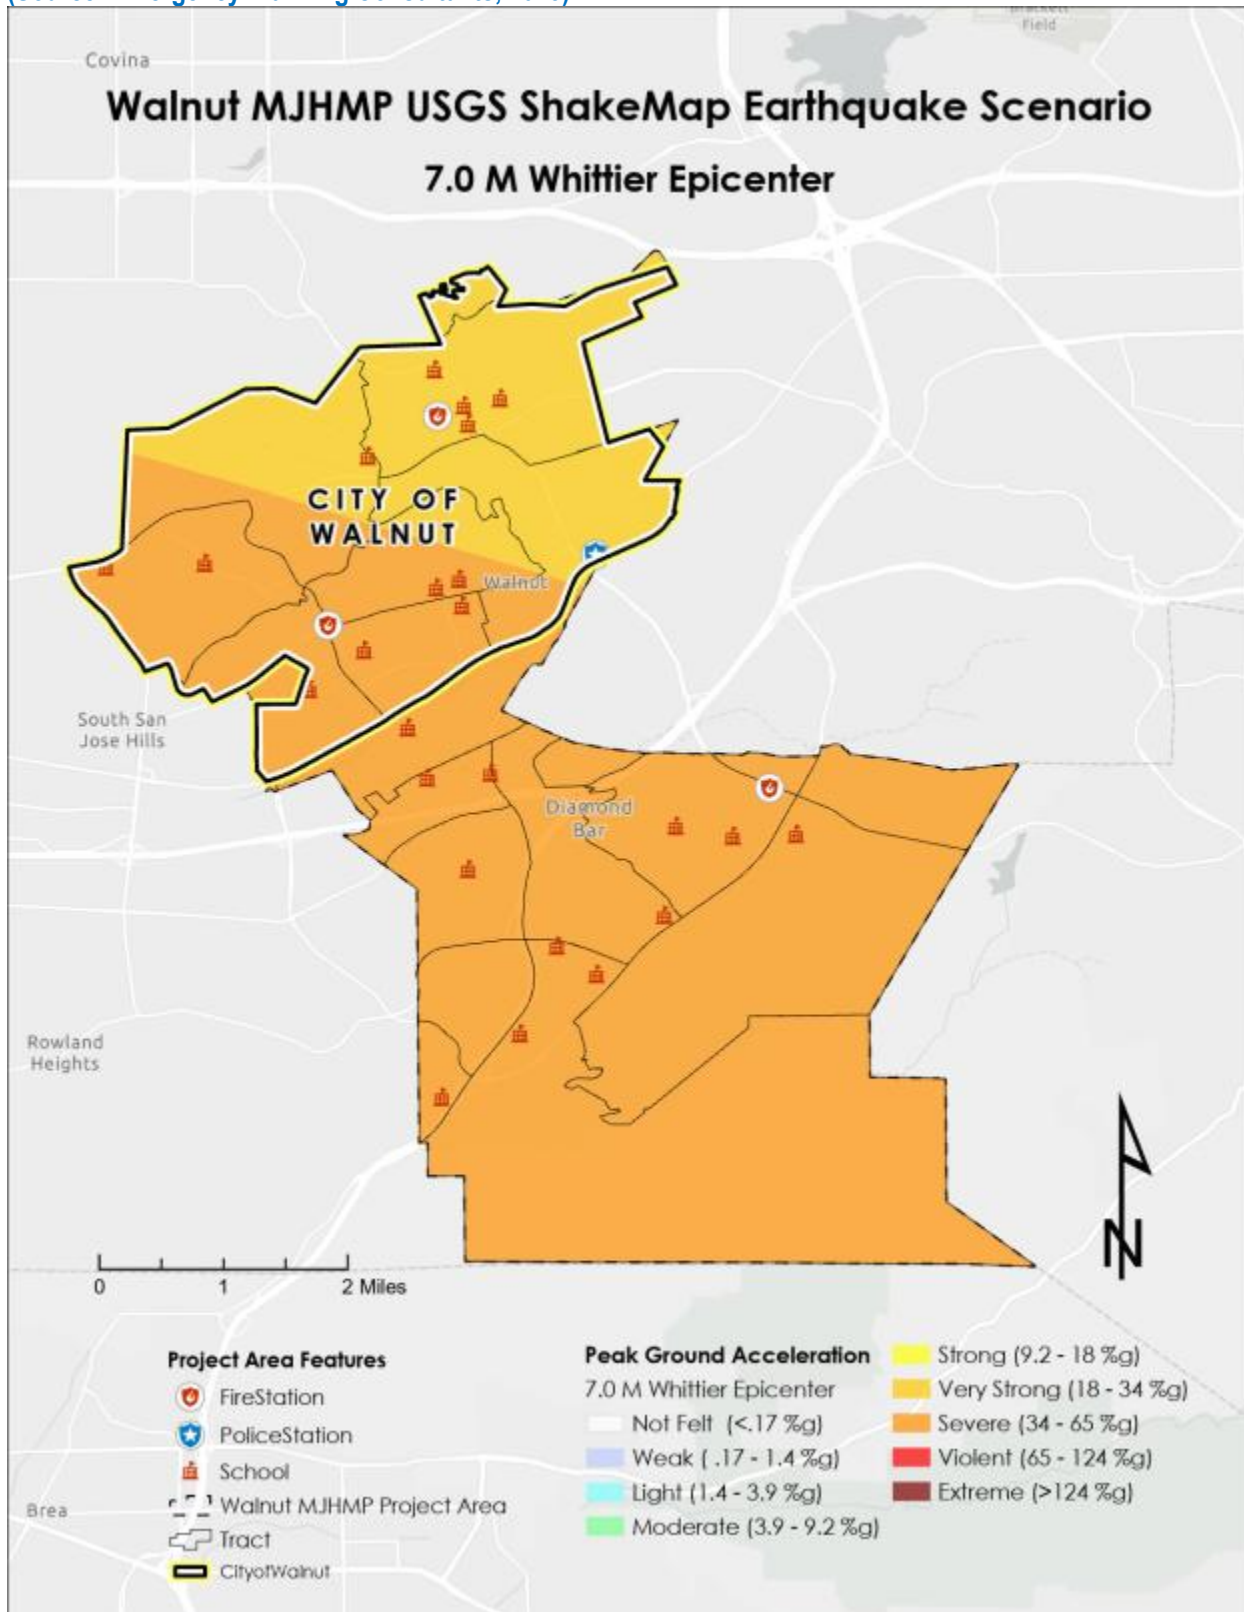 Field
Covina
Walnut MJHMP USGS ShakeMap Earthquake Scenario
7.0 M Whittier Epicenter
CITY OF
WALNUT
Walnut
South San
Jose Hills
Diamond
Bar
Rowland
Heights
N
0 1 2 Miles
Project Area Features
FireStation
PoliceStation
School
Walnut MJHMP Project Area
Tract
CityofWalnut
Brea
Peak Ground Acceleration
7.0 M Whittier Epicenter
Not Felt (<.17 %g)
Weak ( .17 - 1.4 %g)
Light (1.4 - 3.9 %g)
Moderate (3.9 - 9.2 %g)
Strong (9.2 - 18 %g)
Very Strong (18 - 34 %g)
Severe (34 - 65 %g)
Violent (65 - 124 %g)
Extreme (>124 %g)